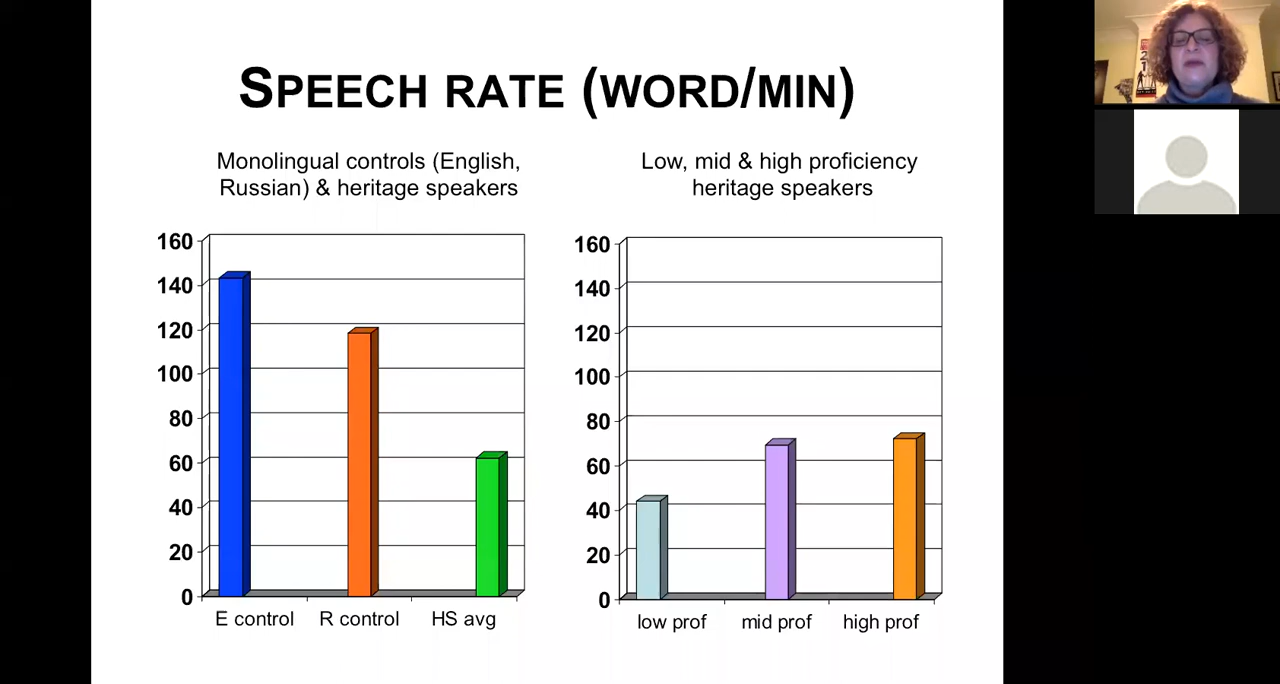 SPEECH RATE (WORD/MIN)
Monolingual controls (English,
Russian) & heritage speakers
160
140
120
100
80
60
40
20
0
E control R control HS avg
Low, mid & high proficiency
heritage speakers
160
140
120
100
80
60
40
20
0
low prof mid prof high prof